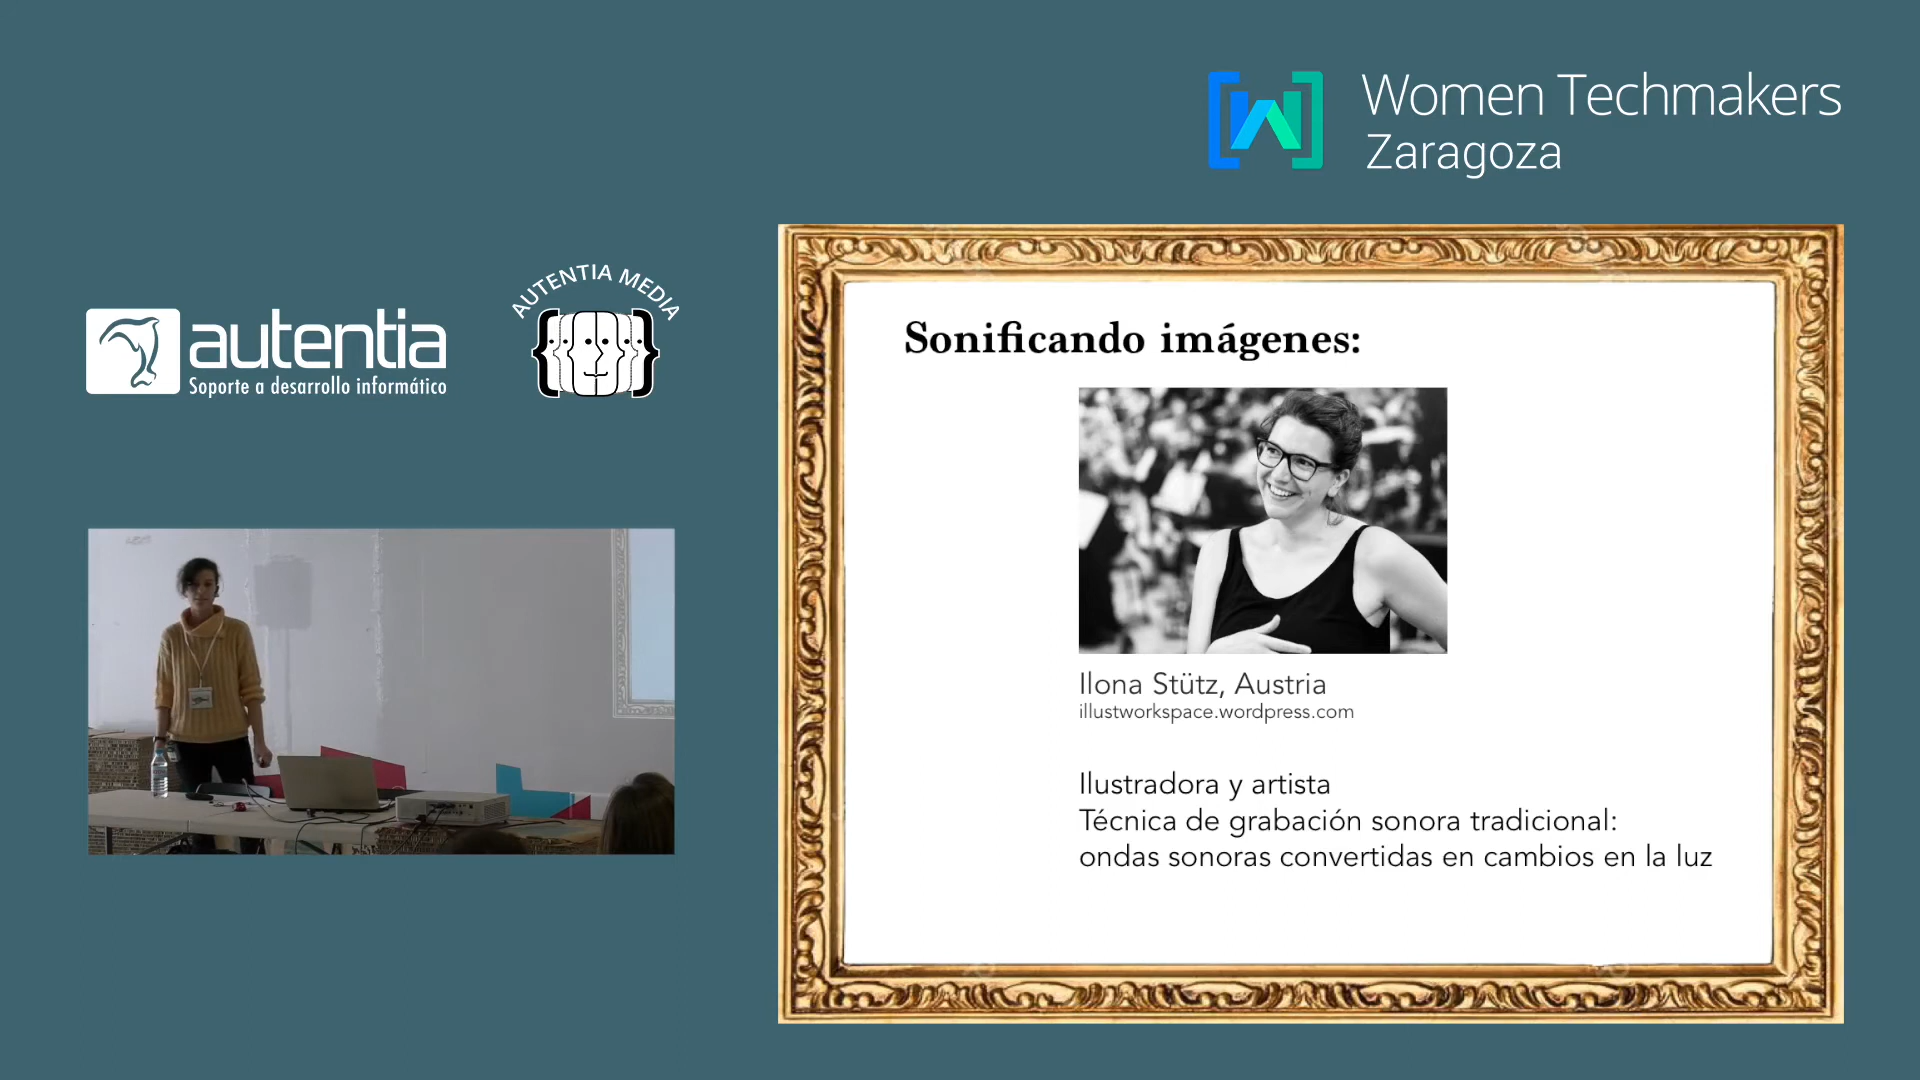 Women Techmakers
Zaragoza
AUTENTIA MEDIA
autentia
Soporte a desarrollo informático
Sonificando imágenes:
Ilona Stütz, Austria
illustworkspace.wordpress.com
Ilustradora y artista
Técnica de grabación sonora tradicional:
ondas sonoras convertidas en cambios en la luz